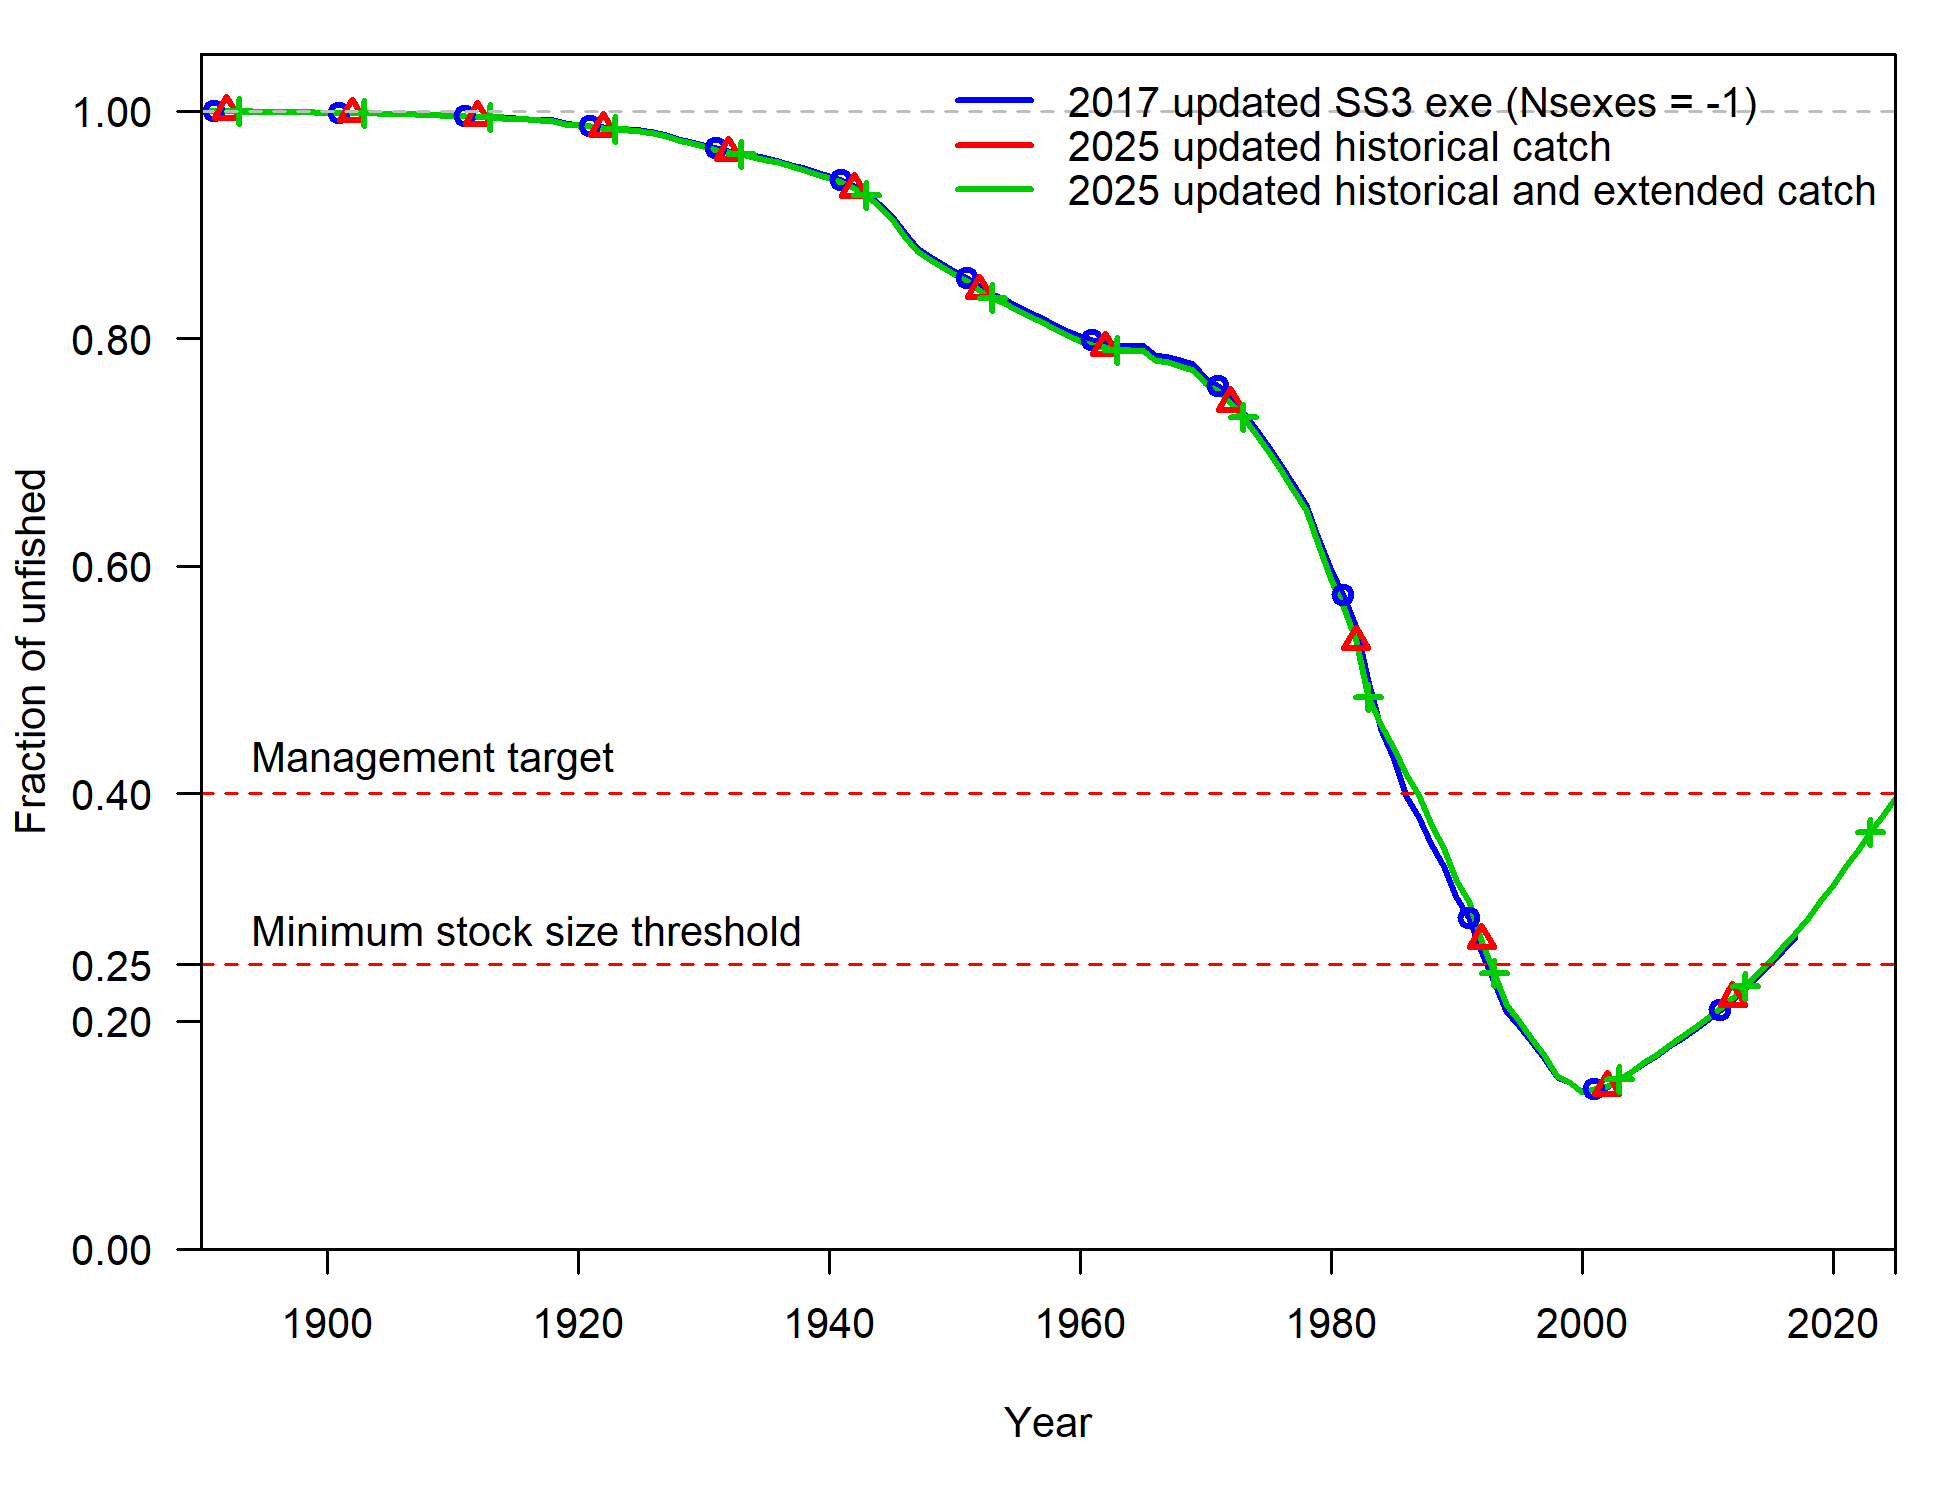 2017 updated SS3 exe (Nsexes = -1)
2025 updated historical catch
2025 updated historical and extended catch
1.00
0.80
0.60
0.40
0.25
0.20
0.00
Fraction of unfished
Management target
Minimum stock size threshold
1900
1920
1940
1960
1980
2000
2020
Year